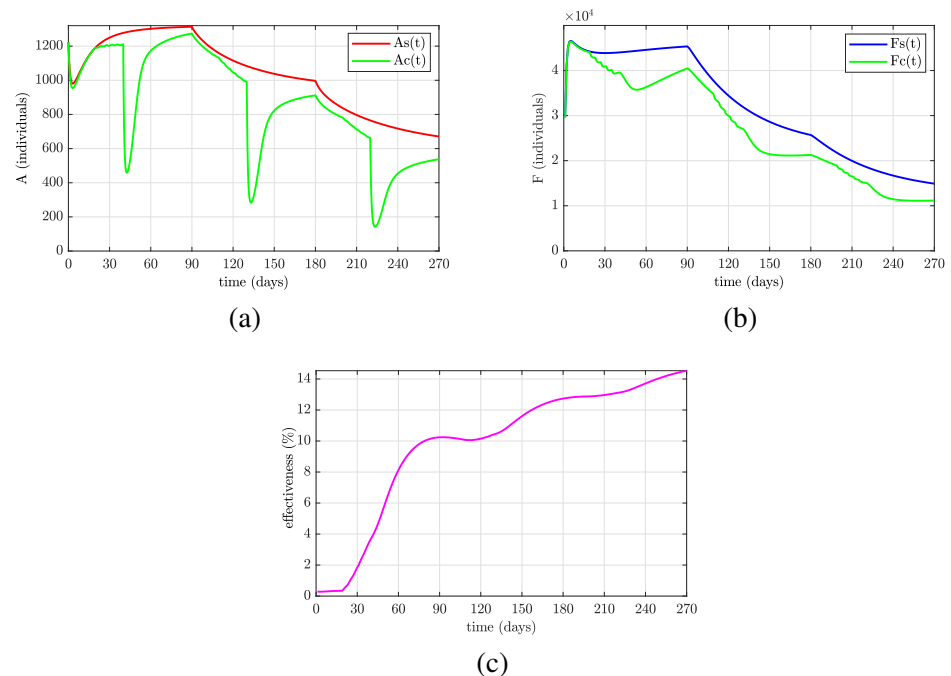 1200
1000
800
600
400
200
0
A (individuals)
As(t)
Ac(t)
0 30 60 90 120 150 180 210 240 270
time (days)
(a)
×10⁴
4
3
2
1
0
F (individuals)
Fs(t)
Fc(t)
0 30 60 90 120 150 180 210 240 270
time (days)
(b)
14
12
10
8
6
4
2
0
effectiveness (%)
0 30 60 90 120 150 180 210 240 270
time (days)
(c)